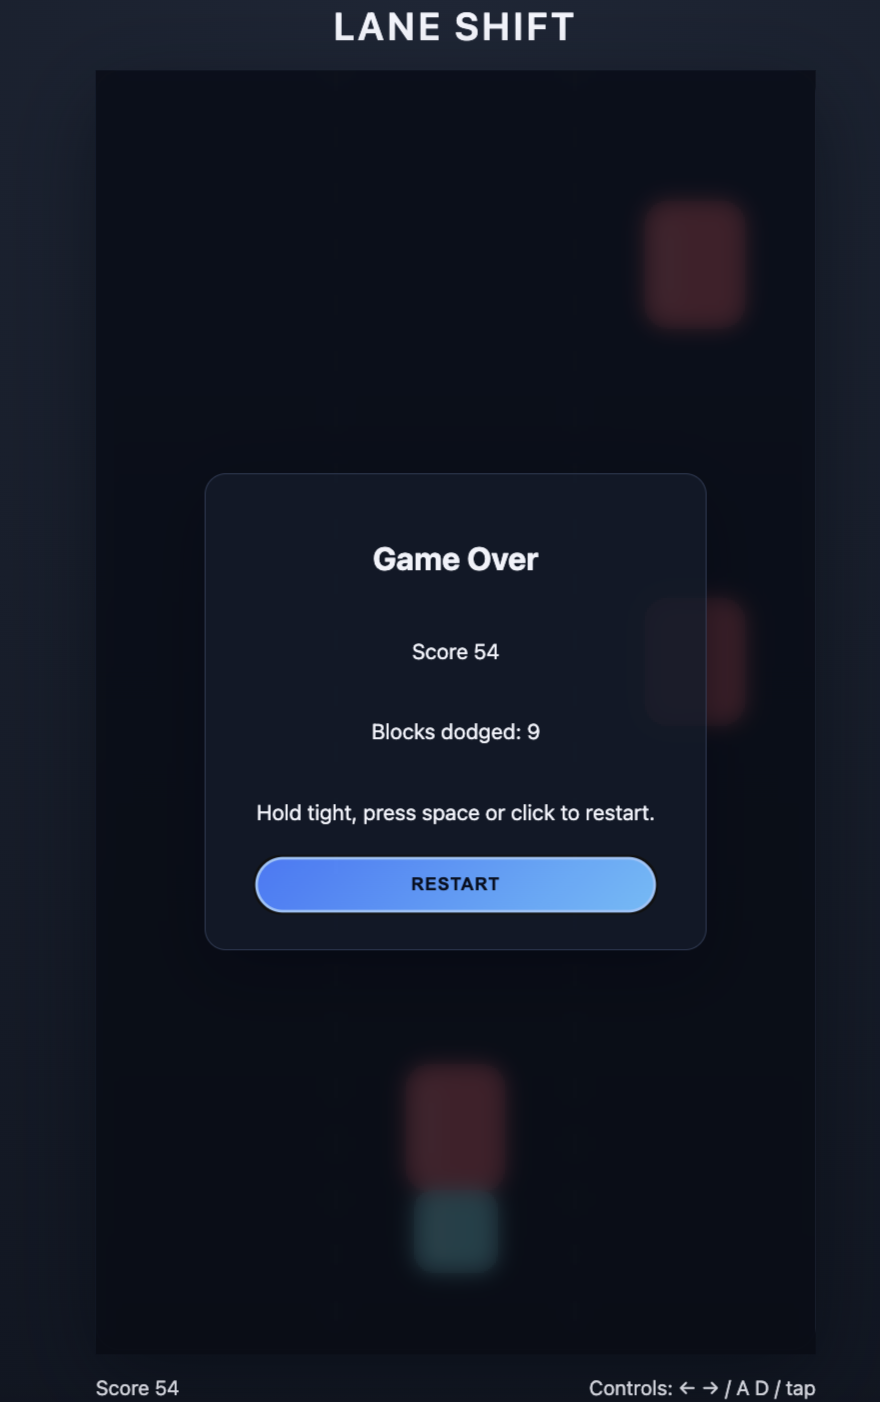 LANE SHIFT
Game Over
Score 54
Blocks dodged: 9
Hold tight, press space or click to restart.
RESTART
Score 54
Controls: ← → / A D / tap